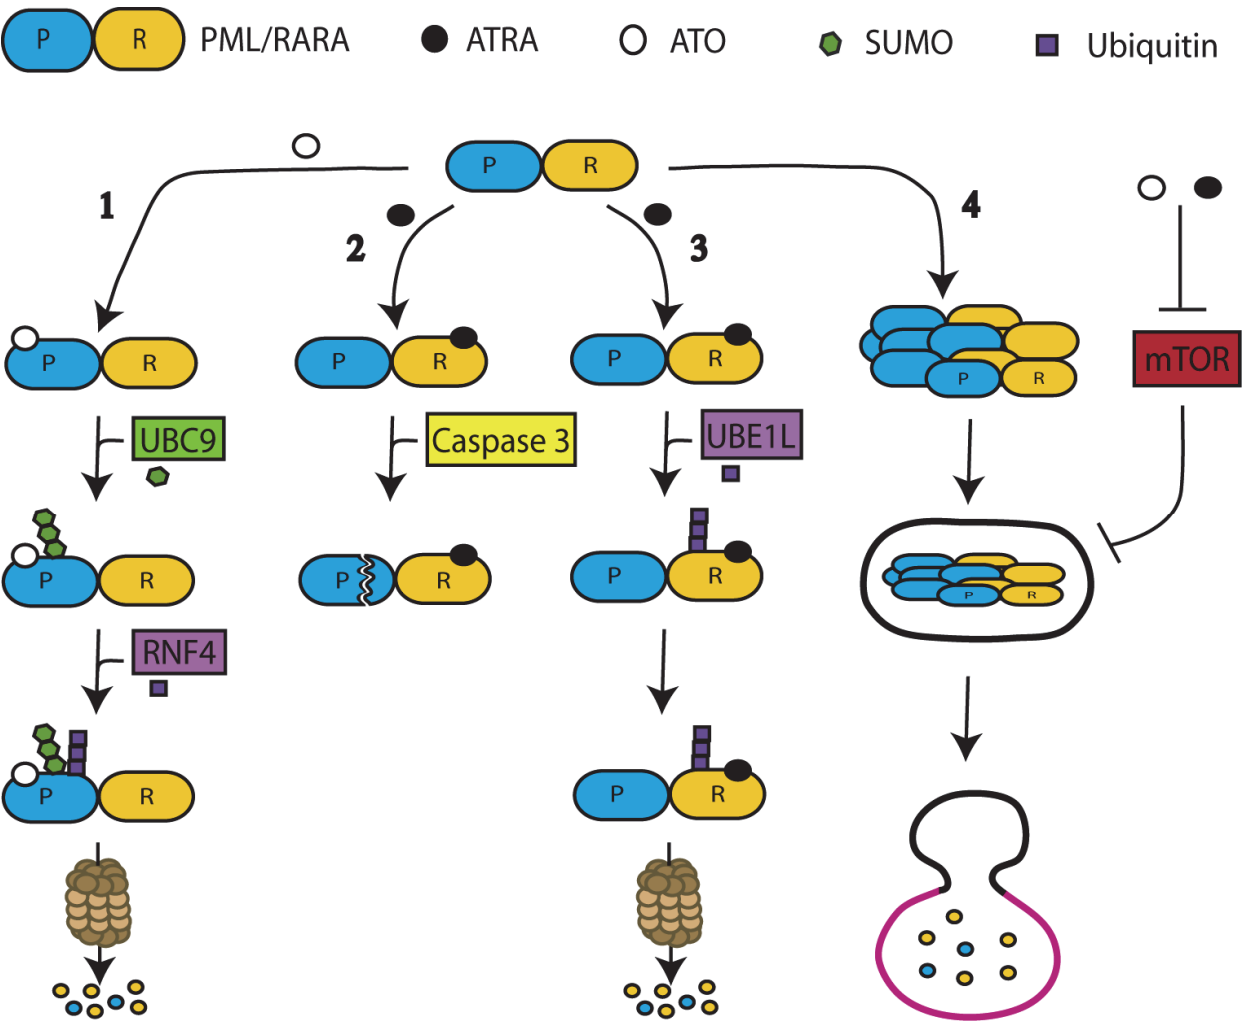 P R PML/RARA ATRA ATO SUMO Ubiquitin
P R
1 2 3 4
P R P R P R P R mTOR
UBC9 Caspase 3 UBE1L
P R P R P R P R
RNF4
P R P R